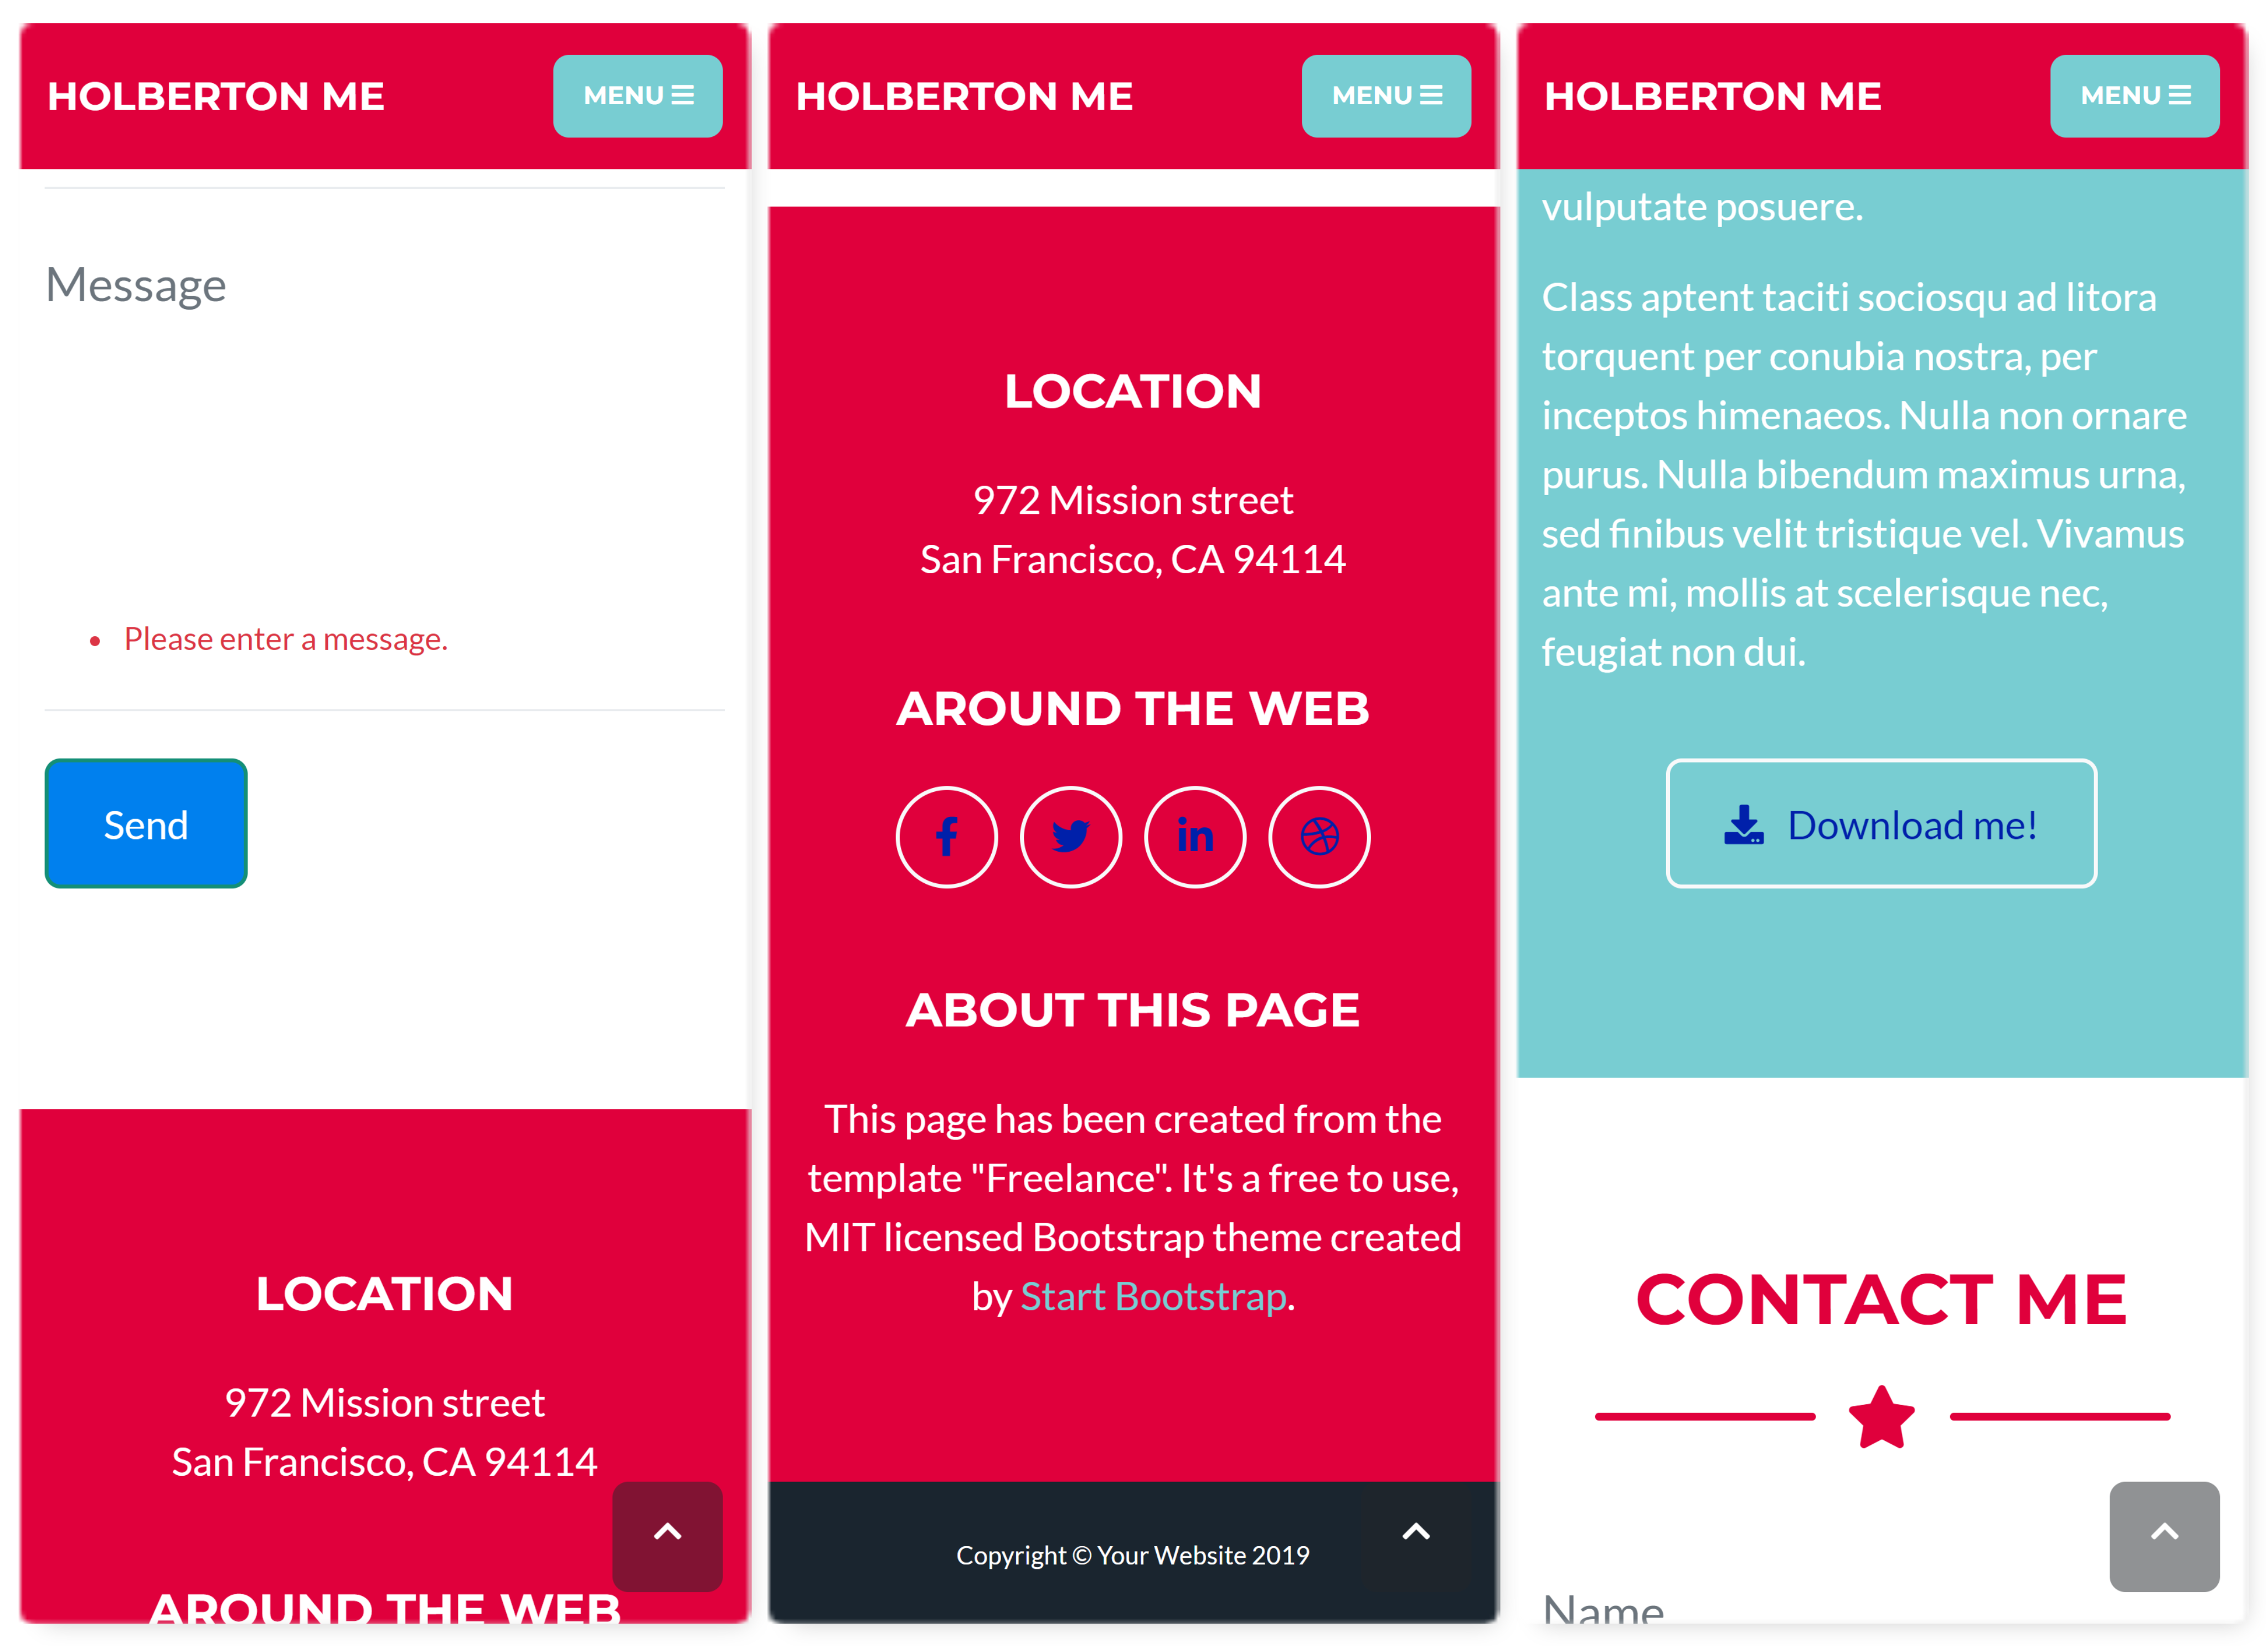 HOLBERTON ME
MENU
Message
Please enter a message.
Send
LOCATION
972 Mission street
San Francisco, CA 94114
AROUND THE WEB
HOLBERTON ME
MENU
LOCATION
972 Mission street
San Francisco, CA 94114
AROUND THE WEB
ABOUT THIS PAGE
This page has been created from the
template "Freelance". It's a free to use,
MIT licensed Bootstrap theme created
by Start Bootstrap.
Copyright © Your Website 2019
HOLBERTON ME
MENU
vulputate posuere.
Class aptent taciti sociosqu ad litora
torquent per conubia nostra, per
inceptos himenaeos. Nulla non ornare
purus. Nulla bibendum maximus urna,
sed finibus velit tristique vel. Vivamus
ante mi, mollis at scelerisque nec,
feugiat non dui.
Download me!
CONTACT ME
Name